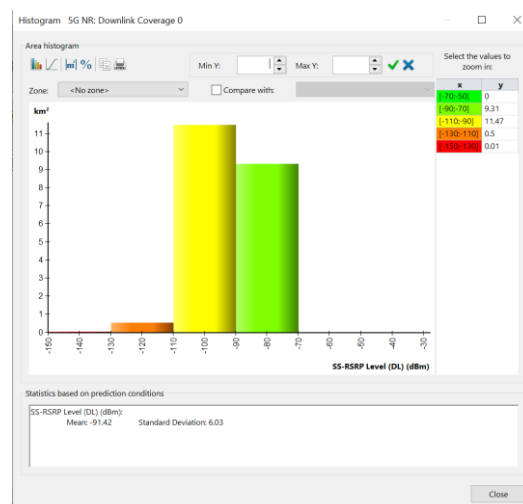 Histogram 5G NR: Downlink Coverage 0
Area histogram
Min Y:
Max Y:
Select the values to
zoom in:
Zone:
<No zone>
Compare with:
x y
[-70;-50[ 0
[-90;-70[ 9.31
[-110;-90[ 11.47
[-130;-110[ 0.5
[-150;-130[ 0.01
km²
11
10
9
8
7
6
5
4
3
2
1
0
-150
-140
-130
-120
-110
-100
-90
-80
-70
-60
-50
-40
-30
SS-RSRP Level (DL) (dBm)
Statistics based on prediction conditions
SS-RSRP Level (DL) (dBm):
Mean: -91.42 Standard Deviation: 6.03
Close